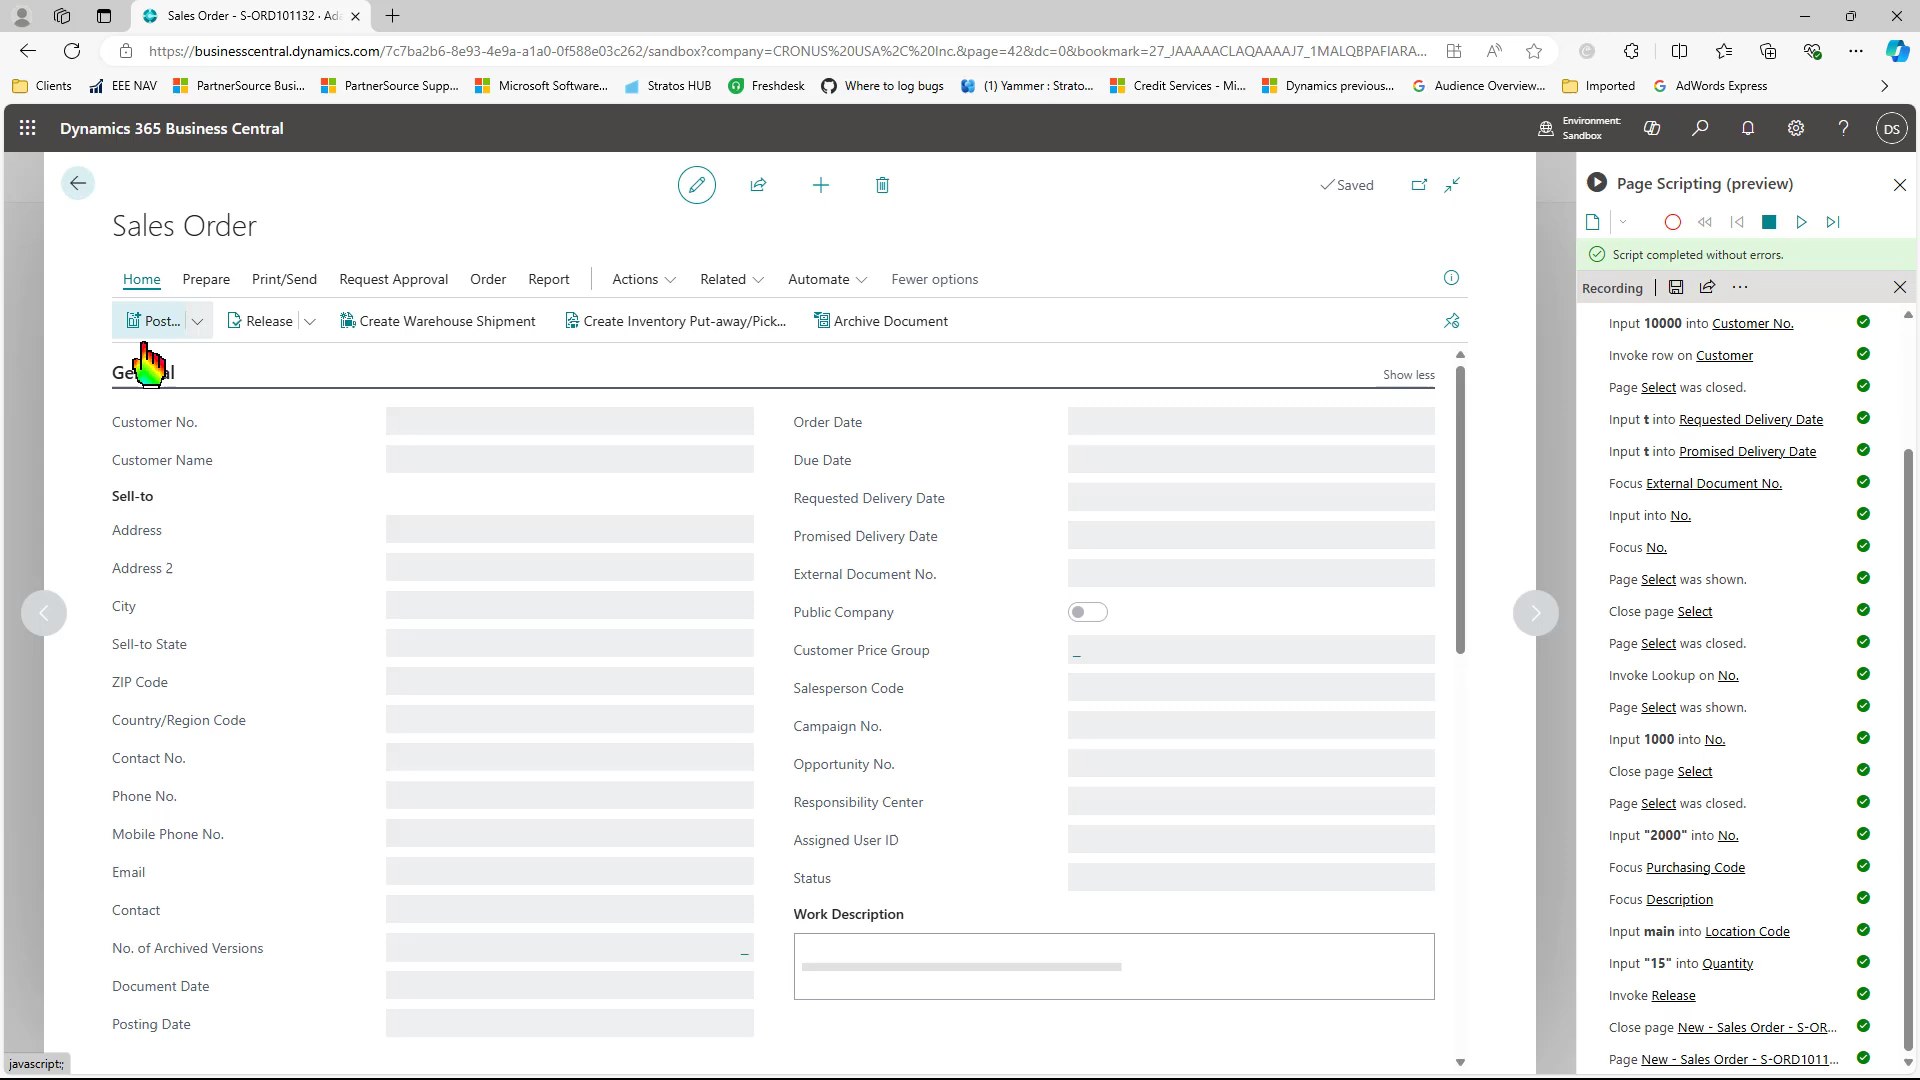 Sales Order - S-ORD101132 · Ad
https://businesscentral.dynamics.com/7c7ba2b6-8e93-4e9a-a1a0-0f588e03c262/sandbox?company=CRONUS%20USA%2C%20Inc.&page=42&dc=0&bookmark=27_JAAAAACLAQAAAAJ7_1MALQBPAFIARA...
Clients
EEE NAV
PartnerSource Busi...
PartnerSource Supp...
Microsoft Software...
Stratos HUB
Freshdesk
Where to log bugs
(1) Yammer : Strato...
Credit Services - Mi...
Dynamics previous...
Audience Overview...
Imported
AdWords Express
Dynamics 365 Business Central
Environment:
Sandbox
DS
Saved
Sales Order
Home
Prepare
Print/Send
Request Approval
Order
Report
Actions
Related
Automate
Fewer options
Post...
Release
Create Warehouse Shipment
Create Inventory Put-away/Pick...
Archive Document
Show less
Customer No.
Customer Name
Sell-to
Address
Address 2
City
Sell-to State
ZIP Code
Country/Region Code
Contact No.
Phone No.
Mobile Phone No.
Email
Contact
No. of Archived Versions
_
Document Date
Posting Date
Order Date
Due Date
Requested Delivery Date
Promised Delivery Date
External Document No.
Public Company
Customer Price Group
_
Salesperson Code
Campaign No.
Opportunity No.
Responsibility Center
Assigned User ID
Status
Work Description
Page Scripting (preview)
Script completed without errors.
Recording
Input 10000 into Customer No.
Invoke row on Customer
Page Select was closed.
Input t into Requested Delivery Date
Input t into Promised Delivery Date
Focus External Document No.
Input into No.
Focus No.
Page Select was shown.
Close page Select
Page Select was closed.
Invoke Lookup on No.
Page Select was shown.
Input 1000 into No.
Close page Select
Page Select was closed.
Input "2000" into No.
Focus Purchasing Code
Focus Description
Input main into Location Code
Input "15" into Quantity
Invoke Release
Close page New - Sales Order - S-OR...
Page New - Sales Order - S-ORD1011...
javascript:;